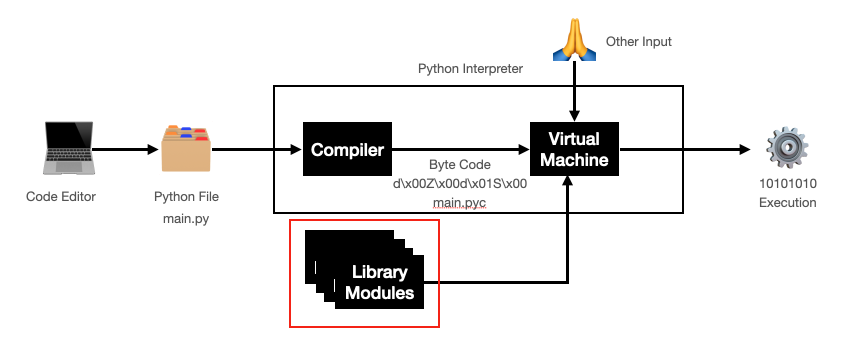 Other Input
Python Interpreter
Compiler
Virtual
Machine
Byte Code
d\x00Z\x00d\x01S\x00
main.pyc
Code Editor
Python File
main.py
10101010
Execution
Library
Modules